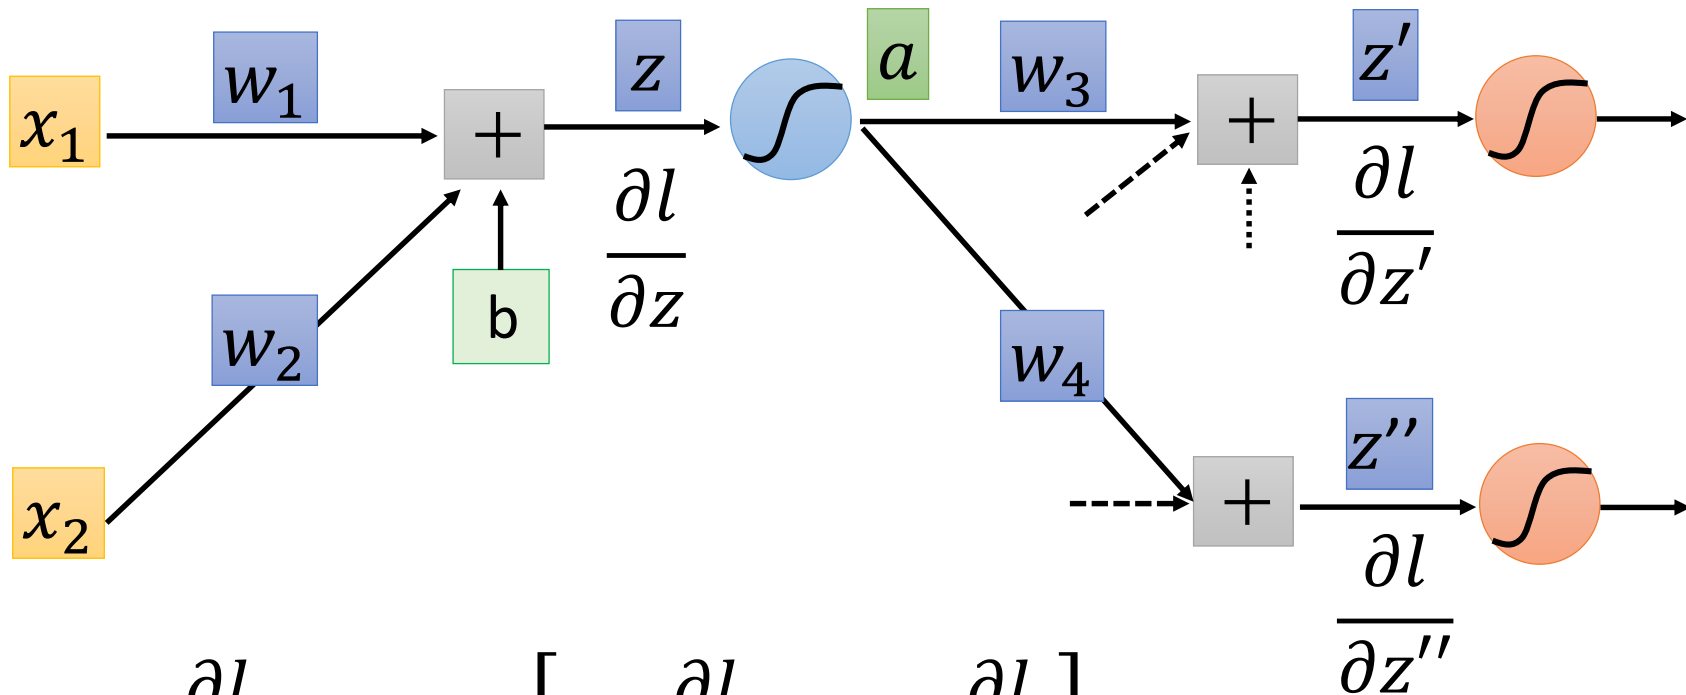 x₁
w₁
+
z
a
w₃
+
z′
∂l
∂z
∂l
∂z′
x₂
w₂
b
w₄
+
z′′
∂l
∂z′′
∂l [ ∂l ∂l ]